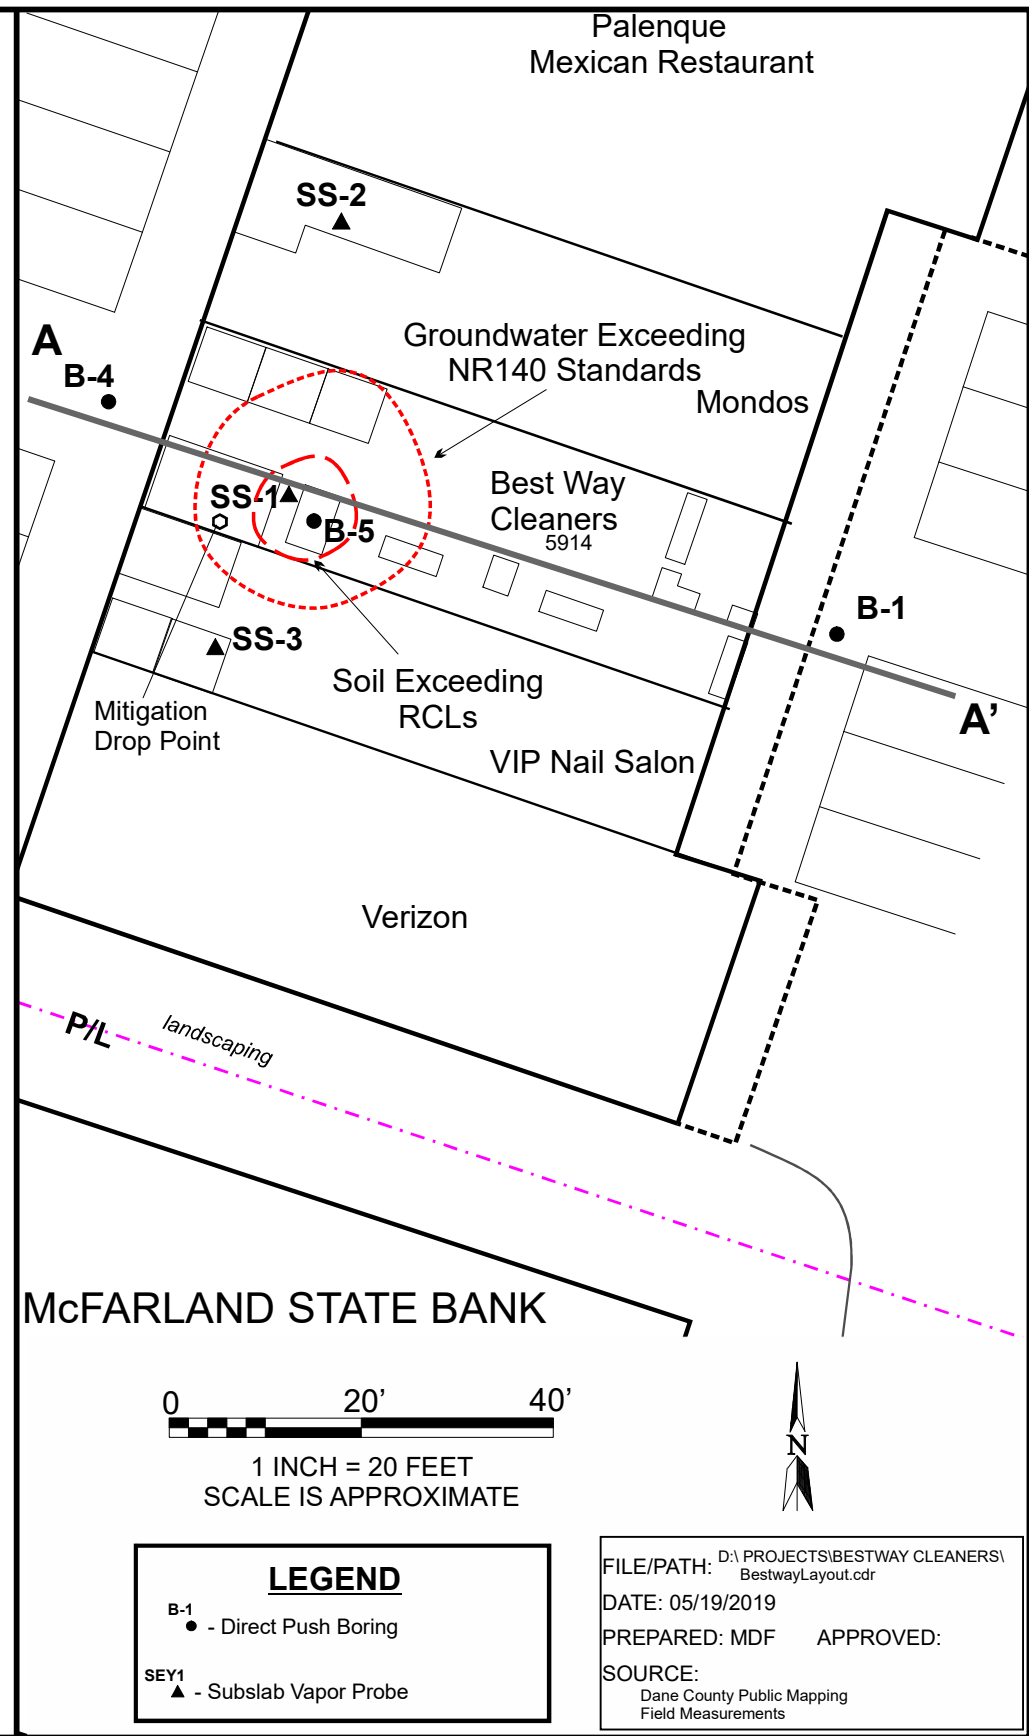 Palenque
Mexican Restaurant
SS-2
A
B-4
Groundwater Exceeding
NR140 Standards
Mondos
SS-1
B-5
Best Way
Cleaners
5914
B-1
SS-3
Soil Exceeding
RCLs
A’
Mitigation
Drop Point
VIP Nail Salon
Verizon
P/L
landscaping
McFARLAND STATE BANK
0 20’ 40’
1 INCH = 20 FEET
SCALE IS APPROXIMATE
N
LEGEND
B-1
- Direct Push Boring
SEY1
- Subslab Vapor Probe
FILE/PATH: D:\ PROJECTS\BESTWAY CLEANERS\
BestwayLayout.cdr
DATE: 05/19/2019
PREPARED: MDF APPROVED:
SOURCE:
Dane County Public Mapping
Field Measurements